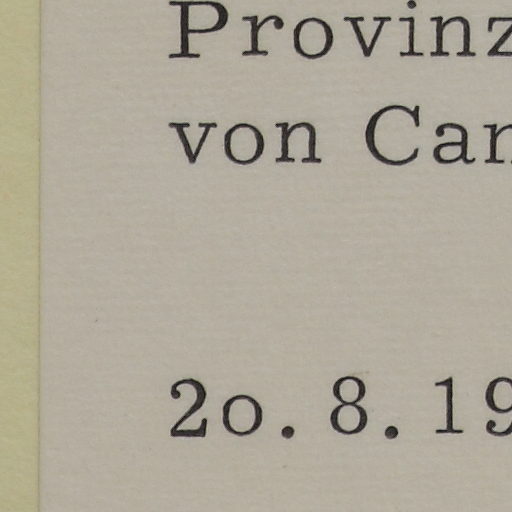 Provinz
von Can
2o. 8. 19